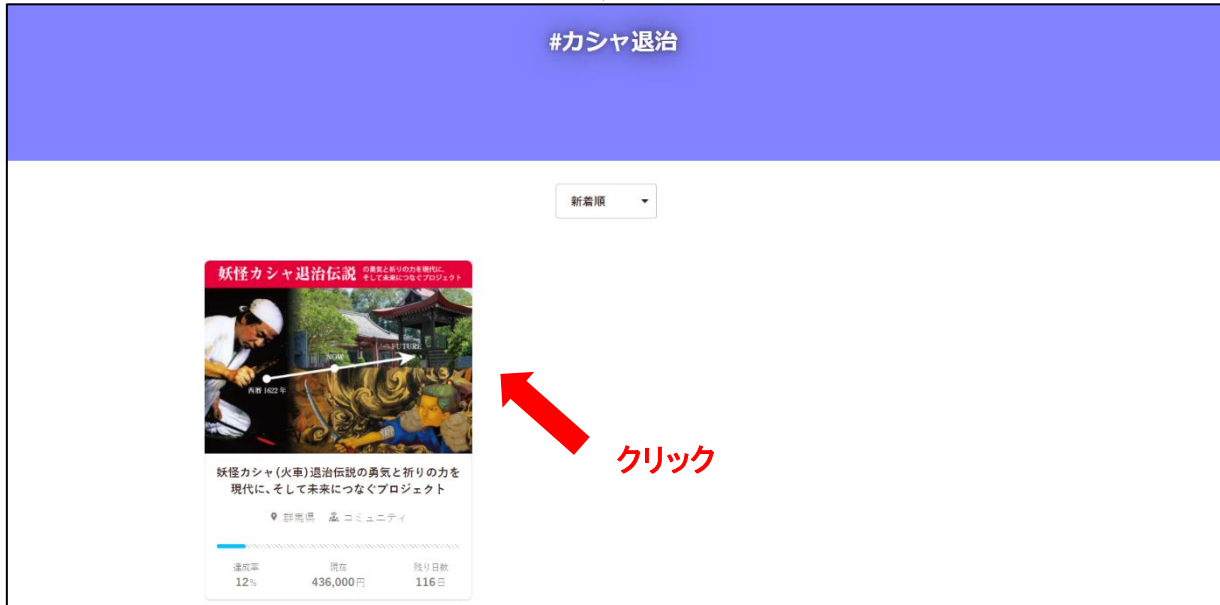 #カシャ退治
新着順
妖怪カシャ退治伝説 の勇気と祈りの力を現代に、
そして未来につなぐプロジェクト
FUTURE
NOW
西暦1622年
クリック
妖怪カシャ(火車)退治伝説の勇気と祈りの力を
現代に、そして未来につなぐプロジェクト
群馬県 コミュニティ
達成率 現在 残り日数
12% 436,000円 116日